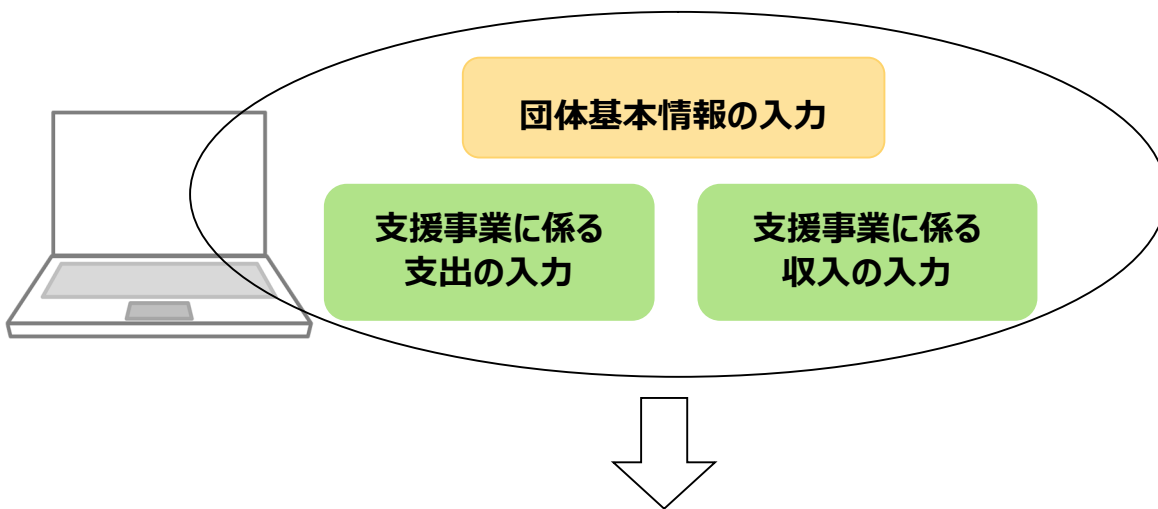 団体基本情報の入力
支援事業に係る
支出の入力
支援事業に係る
収入の入力